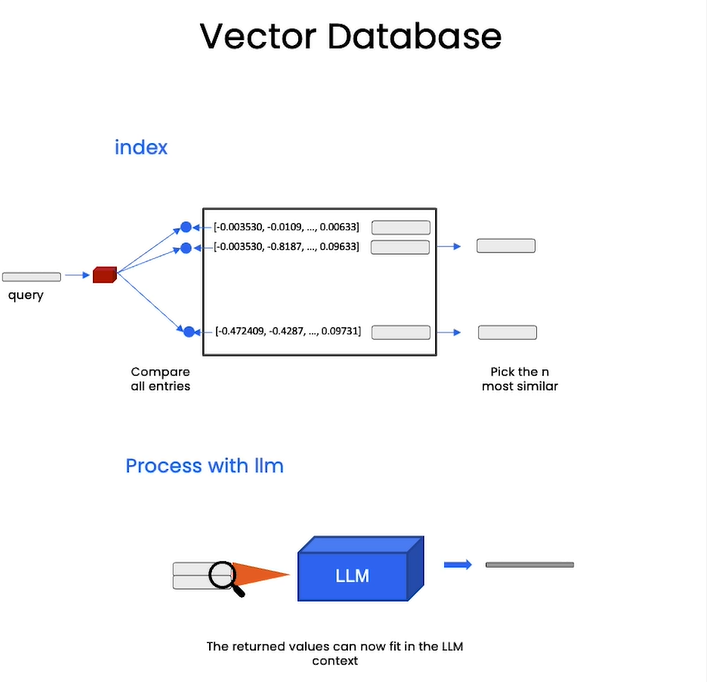 Vector Database
index
[-0.003530, -0.0109, ..., 0.00633]
[-0.003530, -0.8187, ..., 0.09633]
query
[-0.472409, -0.4287, ..., 0.09731]
Compare
all entries
Pick the n
most similar
Process with llm
LLM
The returned values can now fit in the LLM
context